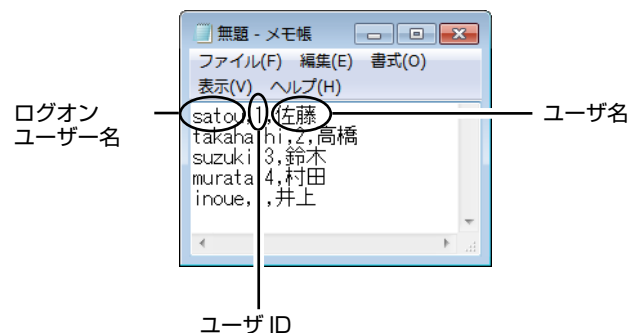 無題 - メモ帳
ファイル(F) 編集(E) 書式(O)
表示(V) ヘルプ(H)
ログオン
ユーザー名
satou,1,佐藤
ユーザ名
takahashi,2,高橋
suzuki,3,鈴木
murata,4,村田
inoue, ,井上
ユーザ ID